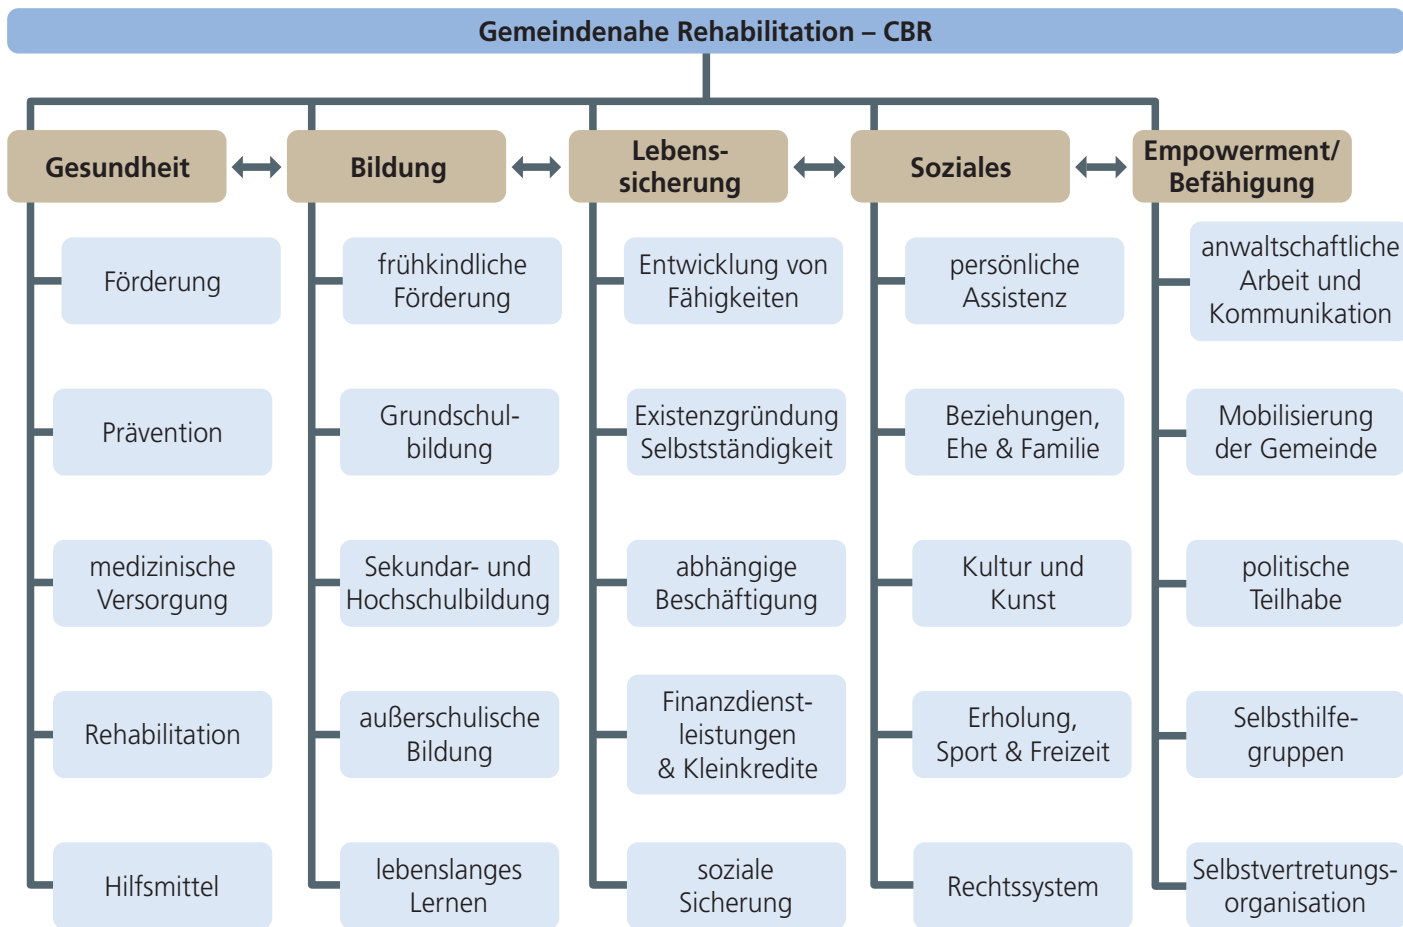 Gemeindenahe Rehabilitation – CBR
Gesundheit
Förderung
Prävention
medizinische
Versorgung
Rehabilitation
Hilfsmittel
Bildung
frühkindliche
Förderung
Grundschul-
bildung
Sekundar- und
Hochschulbildung
außerschulische
Bildung
lebenslanges
Lernen
Lebens-
sicherung
Entwicklung von
Fähigkeiten
Existenzgründung
Selbstständigkeit
abhängige
Beschäftigung
Finanzdienst-
leistungen
& Kleinkredite
soziale
Sicherung
Soziales
persönliche
Assistenz
Beziehungen,
Ehe & Familie
Kultur und
Kunst
Erholung,
Sport & Freizeit
Rechtssystem
Empowerment/
Befähigung
anwaltschaftliche
Arbeit und
Kommunikation
Mobilisierung
der Gemeinde
politische
Teilhabe
Selbsthilfe-
gruppen
Selbstvertretungs-
organisation